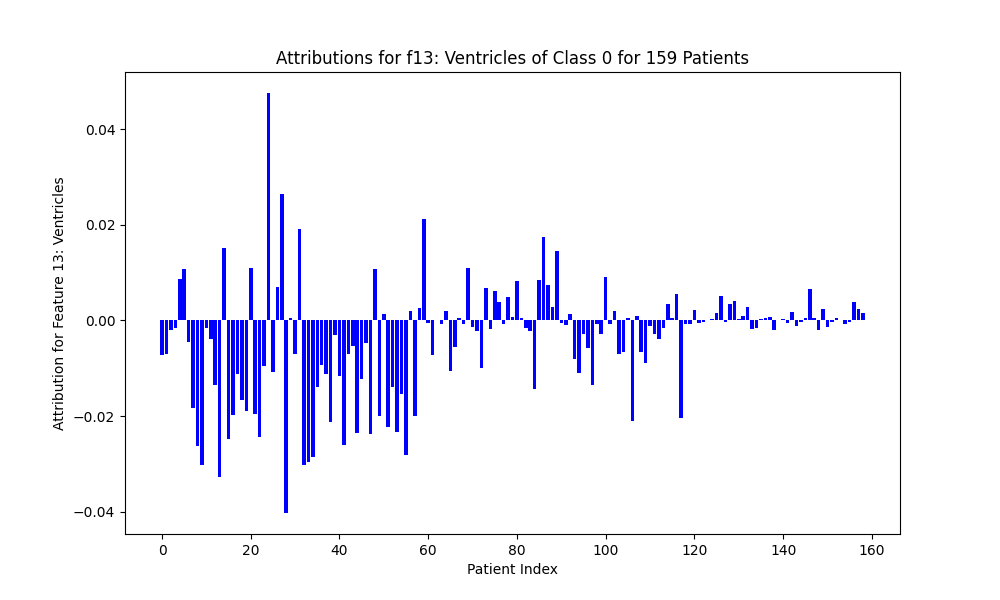 Attributions for f13: Ventricles of Class 0 for 159 Patients
Attribution for Feature 13: Ventricles
0.04
0.02
0.00
−0.02
−0.04
0 20 40 60 80 100 120 140 160
Patient Index